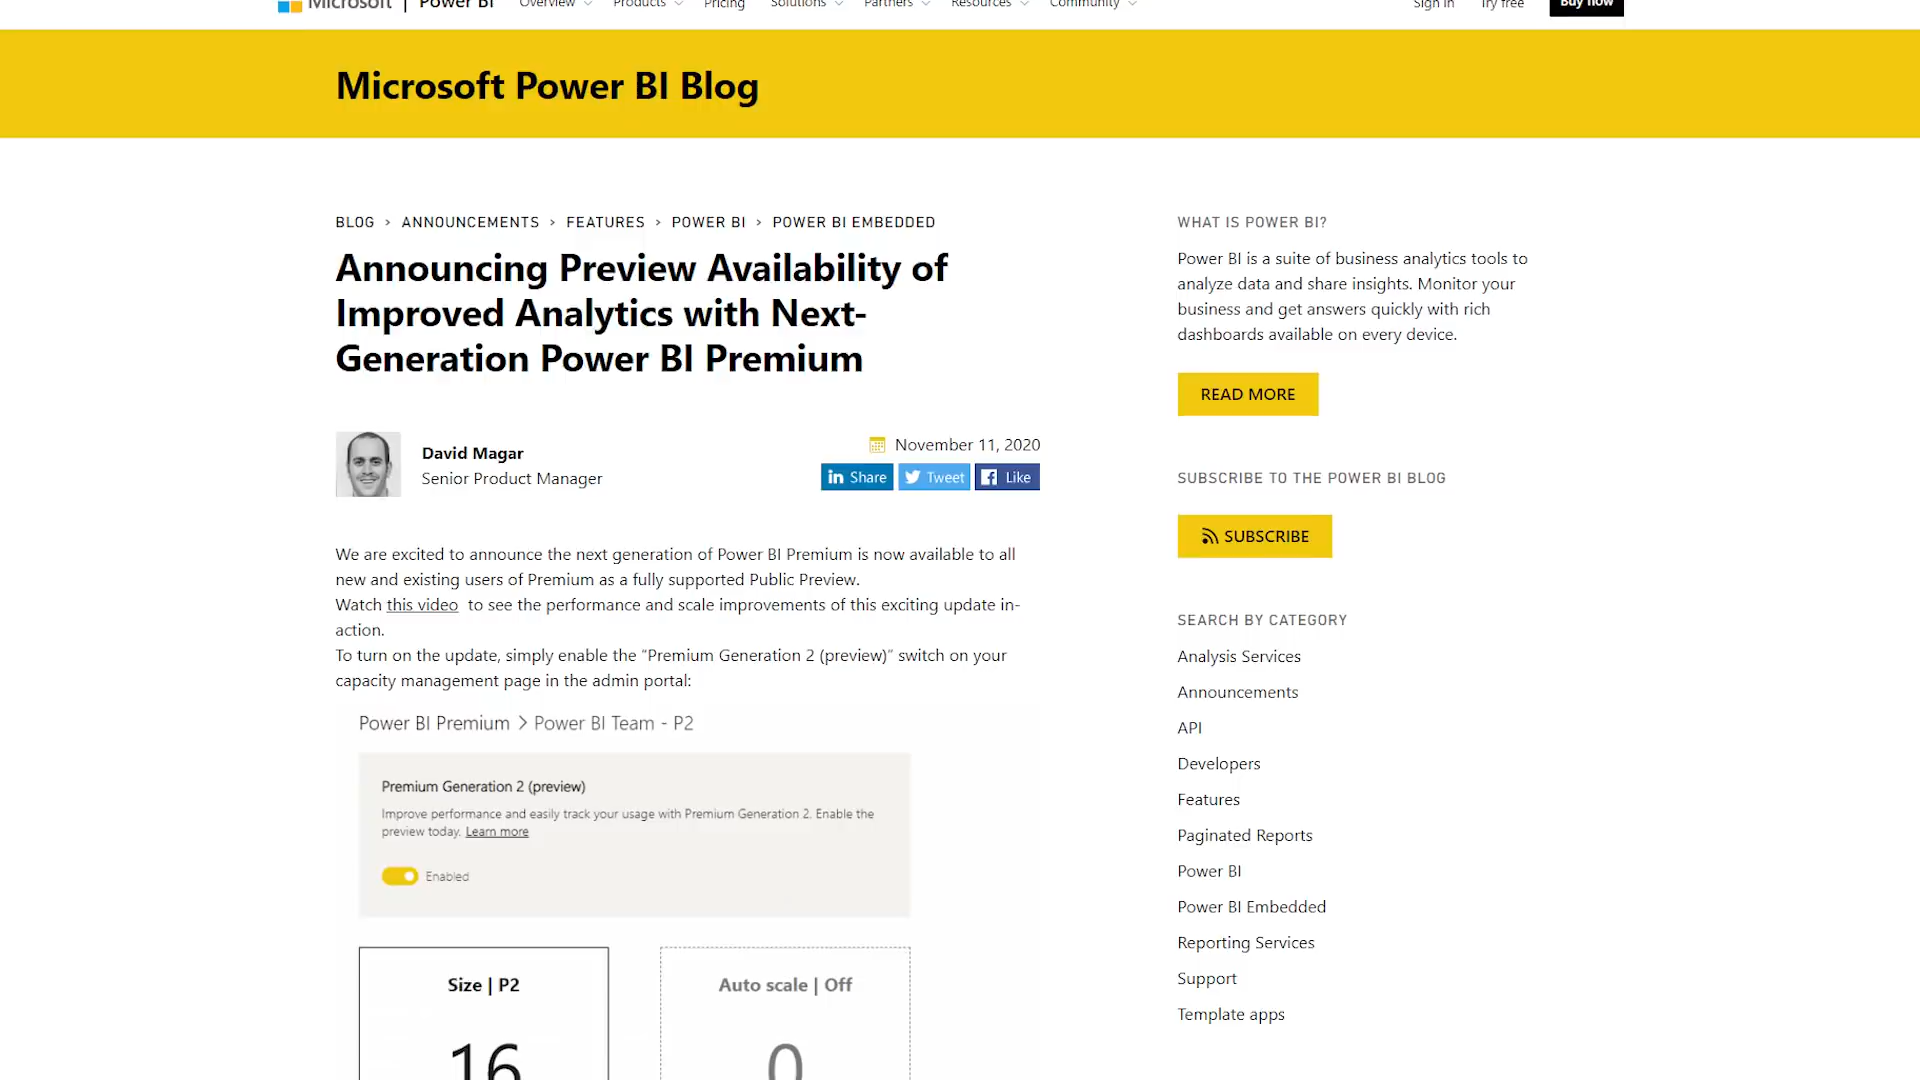 Microsoft | Power BI Overview Products Pricing Solutions Partners Resources Community Sign in Try free Buy now
Microsoft Power BI Blog
BLOG > ANNOUNCEMENTS > FEATURES > POWER BI > POWER BI EMBEDDED
Announcing Preview Availability of
Improved Analytics with Next-
Generation Power BI Premium
David Magar
Senior Product Manager
November 11, 2020
in Share Tweet Like
We are excited to announce the next generation of Power BI Premium is now available to all
new and existing users of Premium as a fully supported Public Preview.
Watch this video to see the performance and scale improvements of this exciting update in-
action.
To turn on the update, simply enable the "Premium Generation 2 (preview)" switch on your
capacity management page in the admin portal:
Power BI Premium > Power BI Team - P2
Premium Generation 2 (preview)
Improve performance and easily track your usage with Premium Generation 2. Enable the
preview today. Learn more
Enabled
Size | P2
16
Auto scale | Off
0
WHAT IS POWER BI?
Power BI is a suite of business analytics tools to
analyze data and share insights. Monitor your
business and get answers quickly with rich
dashboards available on every device.
READ MORE
SUBSCRIBE TO THE POWER BI BLOG
SUBSCRIBE
SEARCH BY CATEGORY
Analysis Services
Announcements
API
Developers
Features
Paginated Reports
Power BI
Power BI Embedded
Reporting Services
Support
Template apps